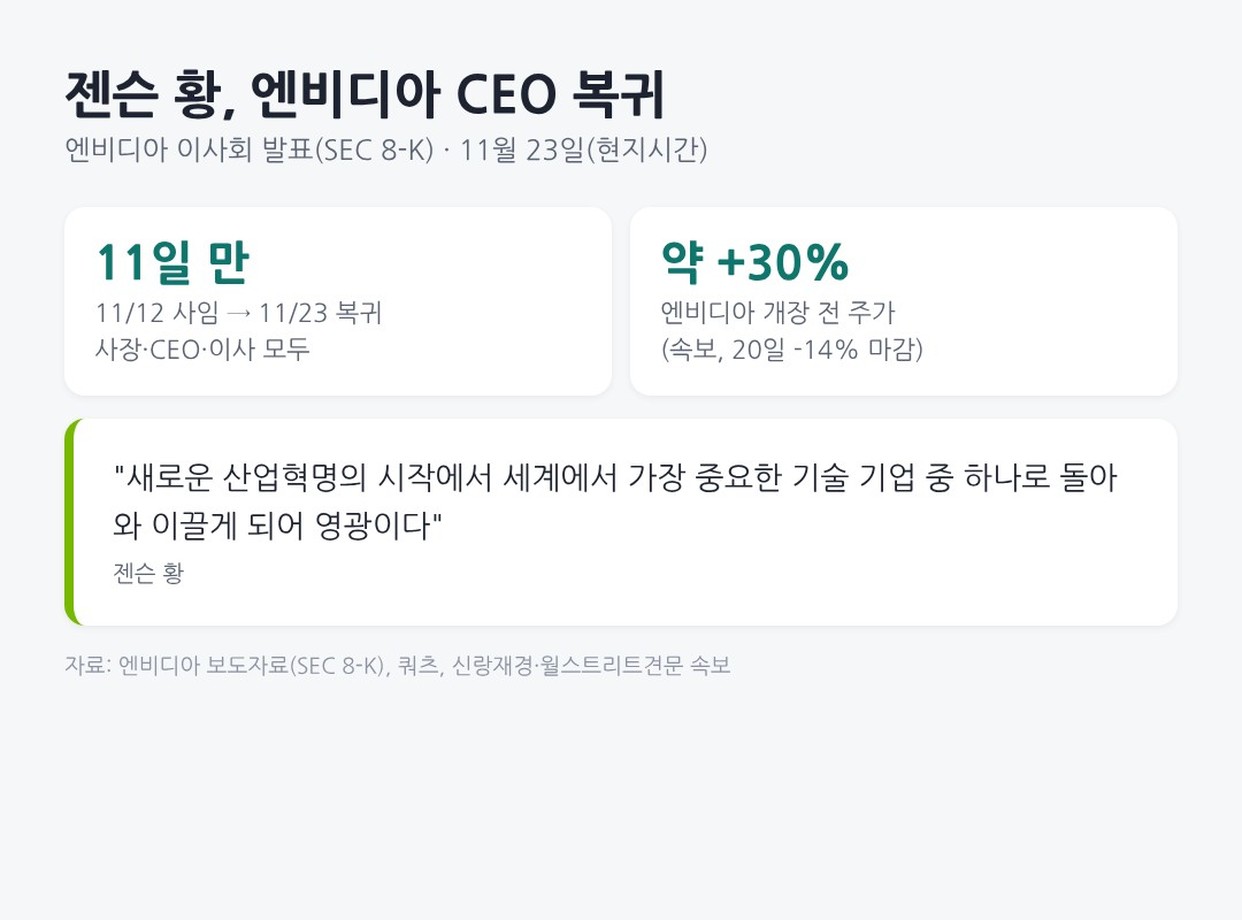 젠슨 황, 엔비디아 CEO 복귀
엔비디아 이사회 발표(SEC 8-K) · 11월 23일(현지시간)
11일 만
11/12 사임 → 11/23 복귀
사장·CEO·이사 모두
약 +30%
엔비디아 개장 전 주가
(속보, 20일 -14% 마감)
"새로운 산업혁명의 시작에서 세계에서 가장 중요한 기술 기업 중 하나로 돌아
와 이끌게 되어 영광이다"
젠슨 황
자료: 엔비디아 보도자료(SEC 8-K), 쿼츠, 신랑재경·월스트리트견문 속보